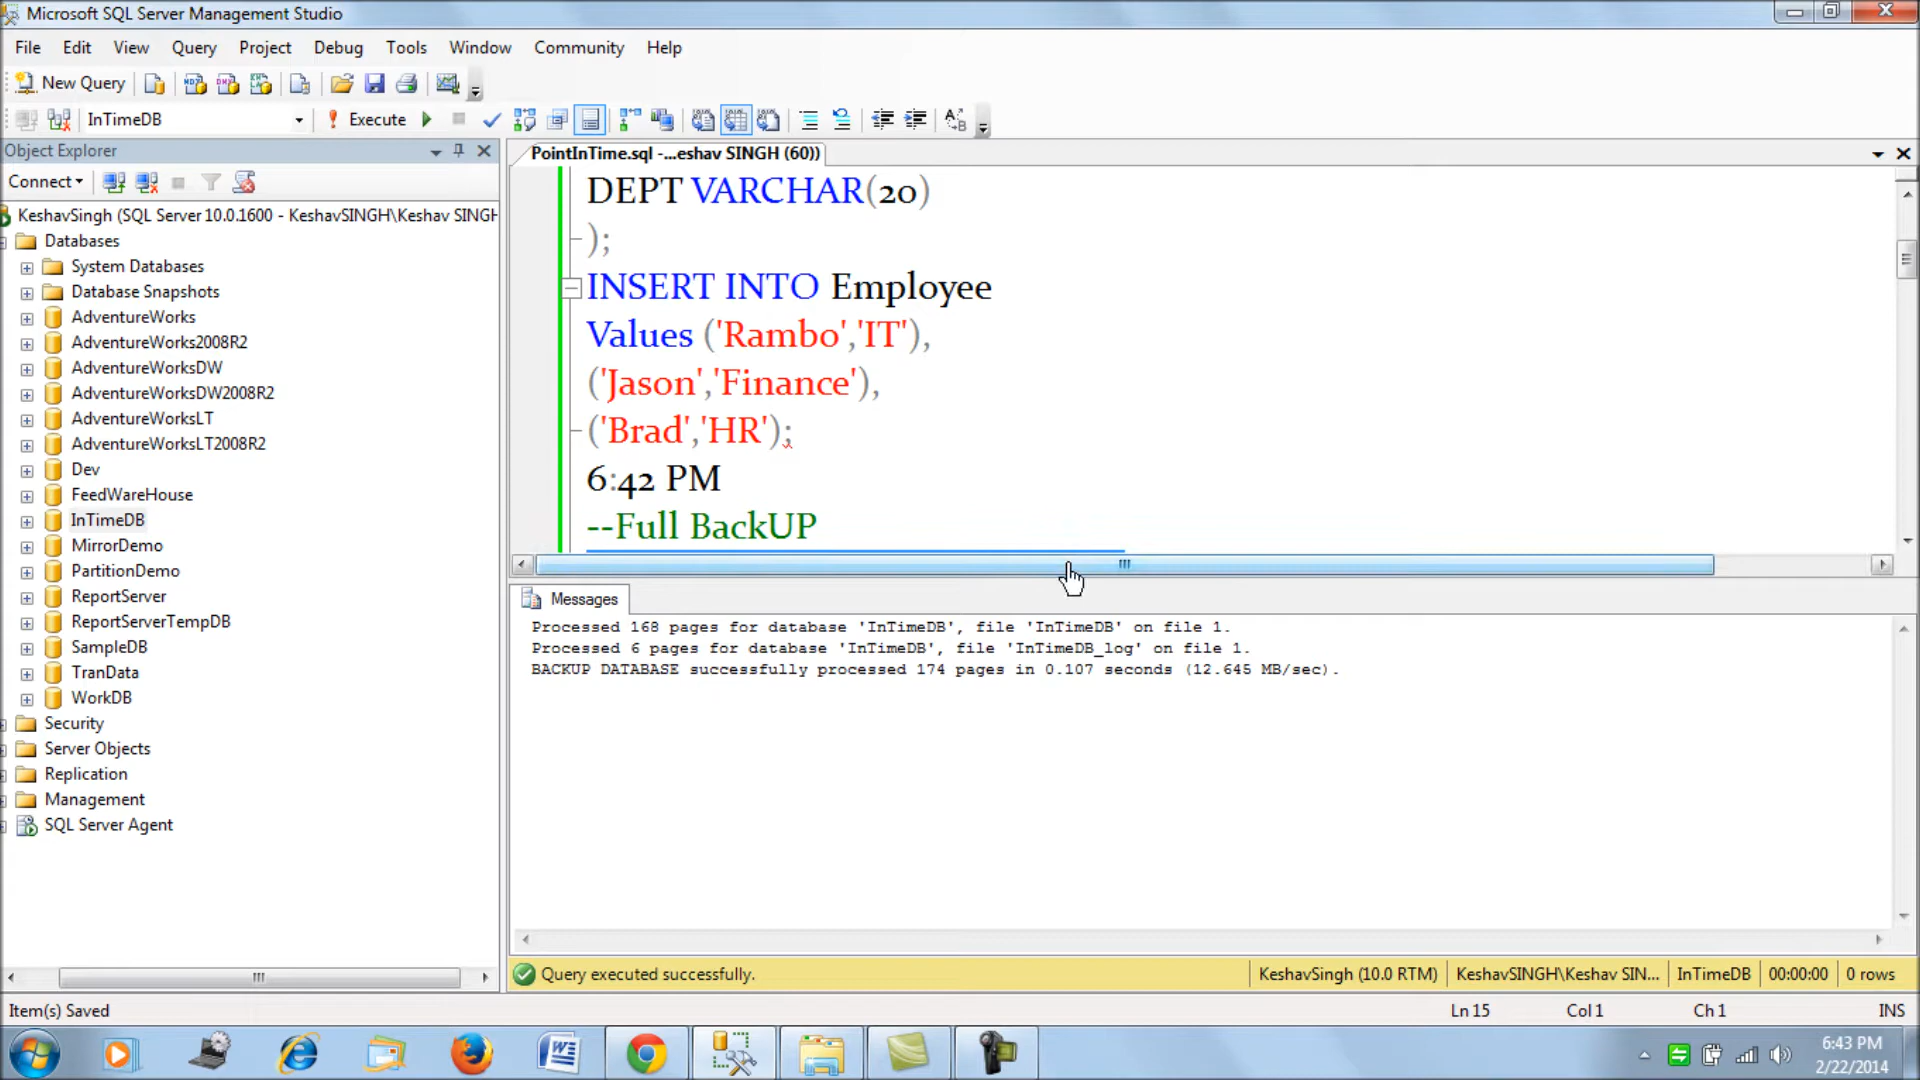 Microsoft SQL Server Management Studio
File Edit View Query Project Debug Tools Window Community Help
New Query
InTimeDB Execute
Object Explorer
Connect
KeshavSingh (SQL Server 10.0.1600 - KeshavSINGH\Keshav SINGH
Databases
System Databases
Database Snapshots
AdventureWorks
AdventureWorks2008R2
AdventureWorksDW
AdventureWorksDW2008R2
AdventureWorksLT
AdventureWorksLT2008R2
Dev
FeedWareHouse
InTimeDB
MirrorDemo
PartitionDemo
ReportServer
ReportServerTempDB
SampleDB
TranData
WorkDB
Security
Server Objects
Replication
Management
SQL Server Agent
PointInTime.sql -...eshav SINGH (60))
DEPT VARCHAR(20)
);
INSERT INTO Employee
Values ('Rambo','IT'),
('Jason','Finance'),
('Brad','HR');
6:42 PM
--Full BackUP
Messages
Processed 168 pages for database 'InTimeDB', file 'InTimeDB' on file 1.
Processed 6 pages for database 'InTimeDB', file 'InTimeDB_log' on file 1.
BACKUP DATABASE successfully processed 174 pages in 0.107 seconds (12.645 MB/sec).
Query executed successfully. KeshavSingh (10.0 RTM) KeshavSINGH\Keshav SIN... InTimeDB 00:00:00 0 rows
Item(s) Saved Ln 15 Col 1 Ch 1 INS
6:43 PM
2/22/2014